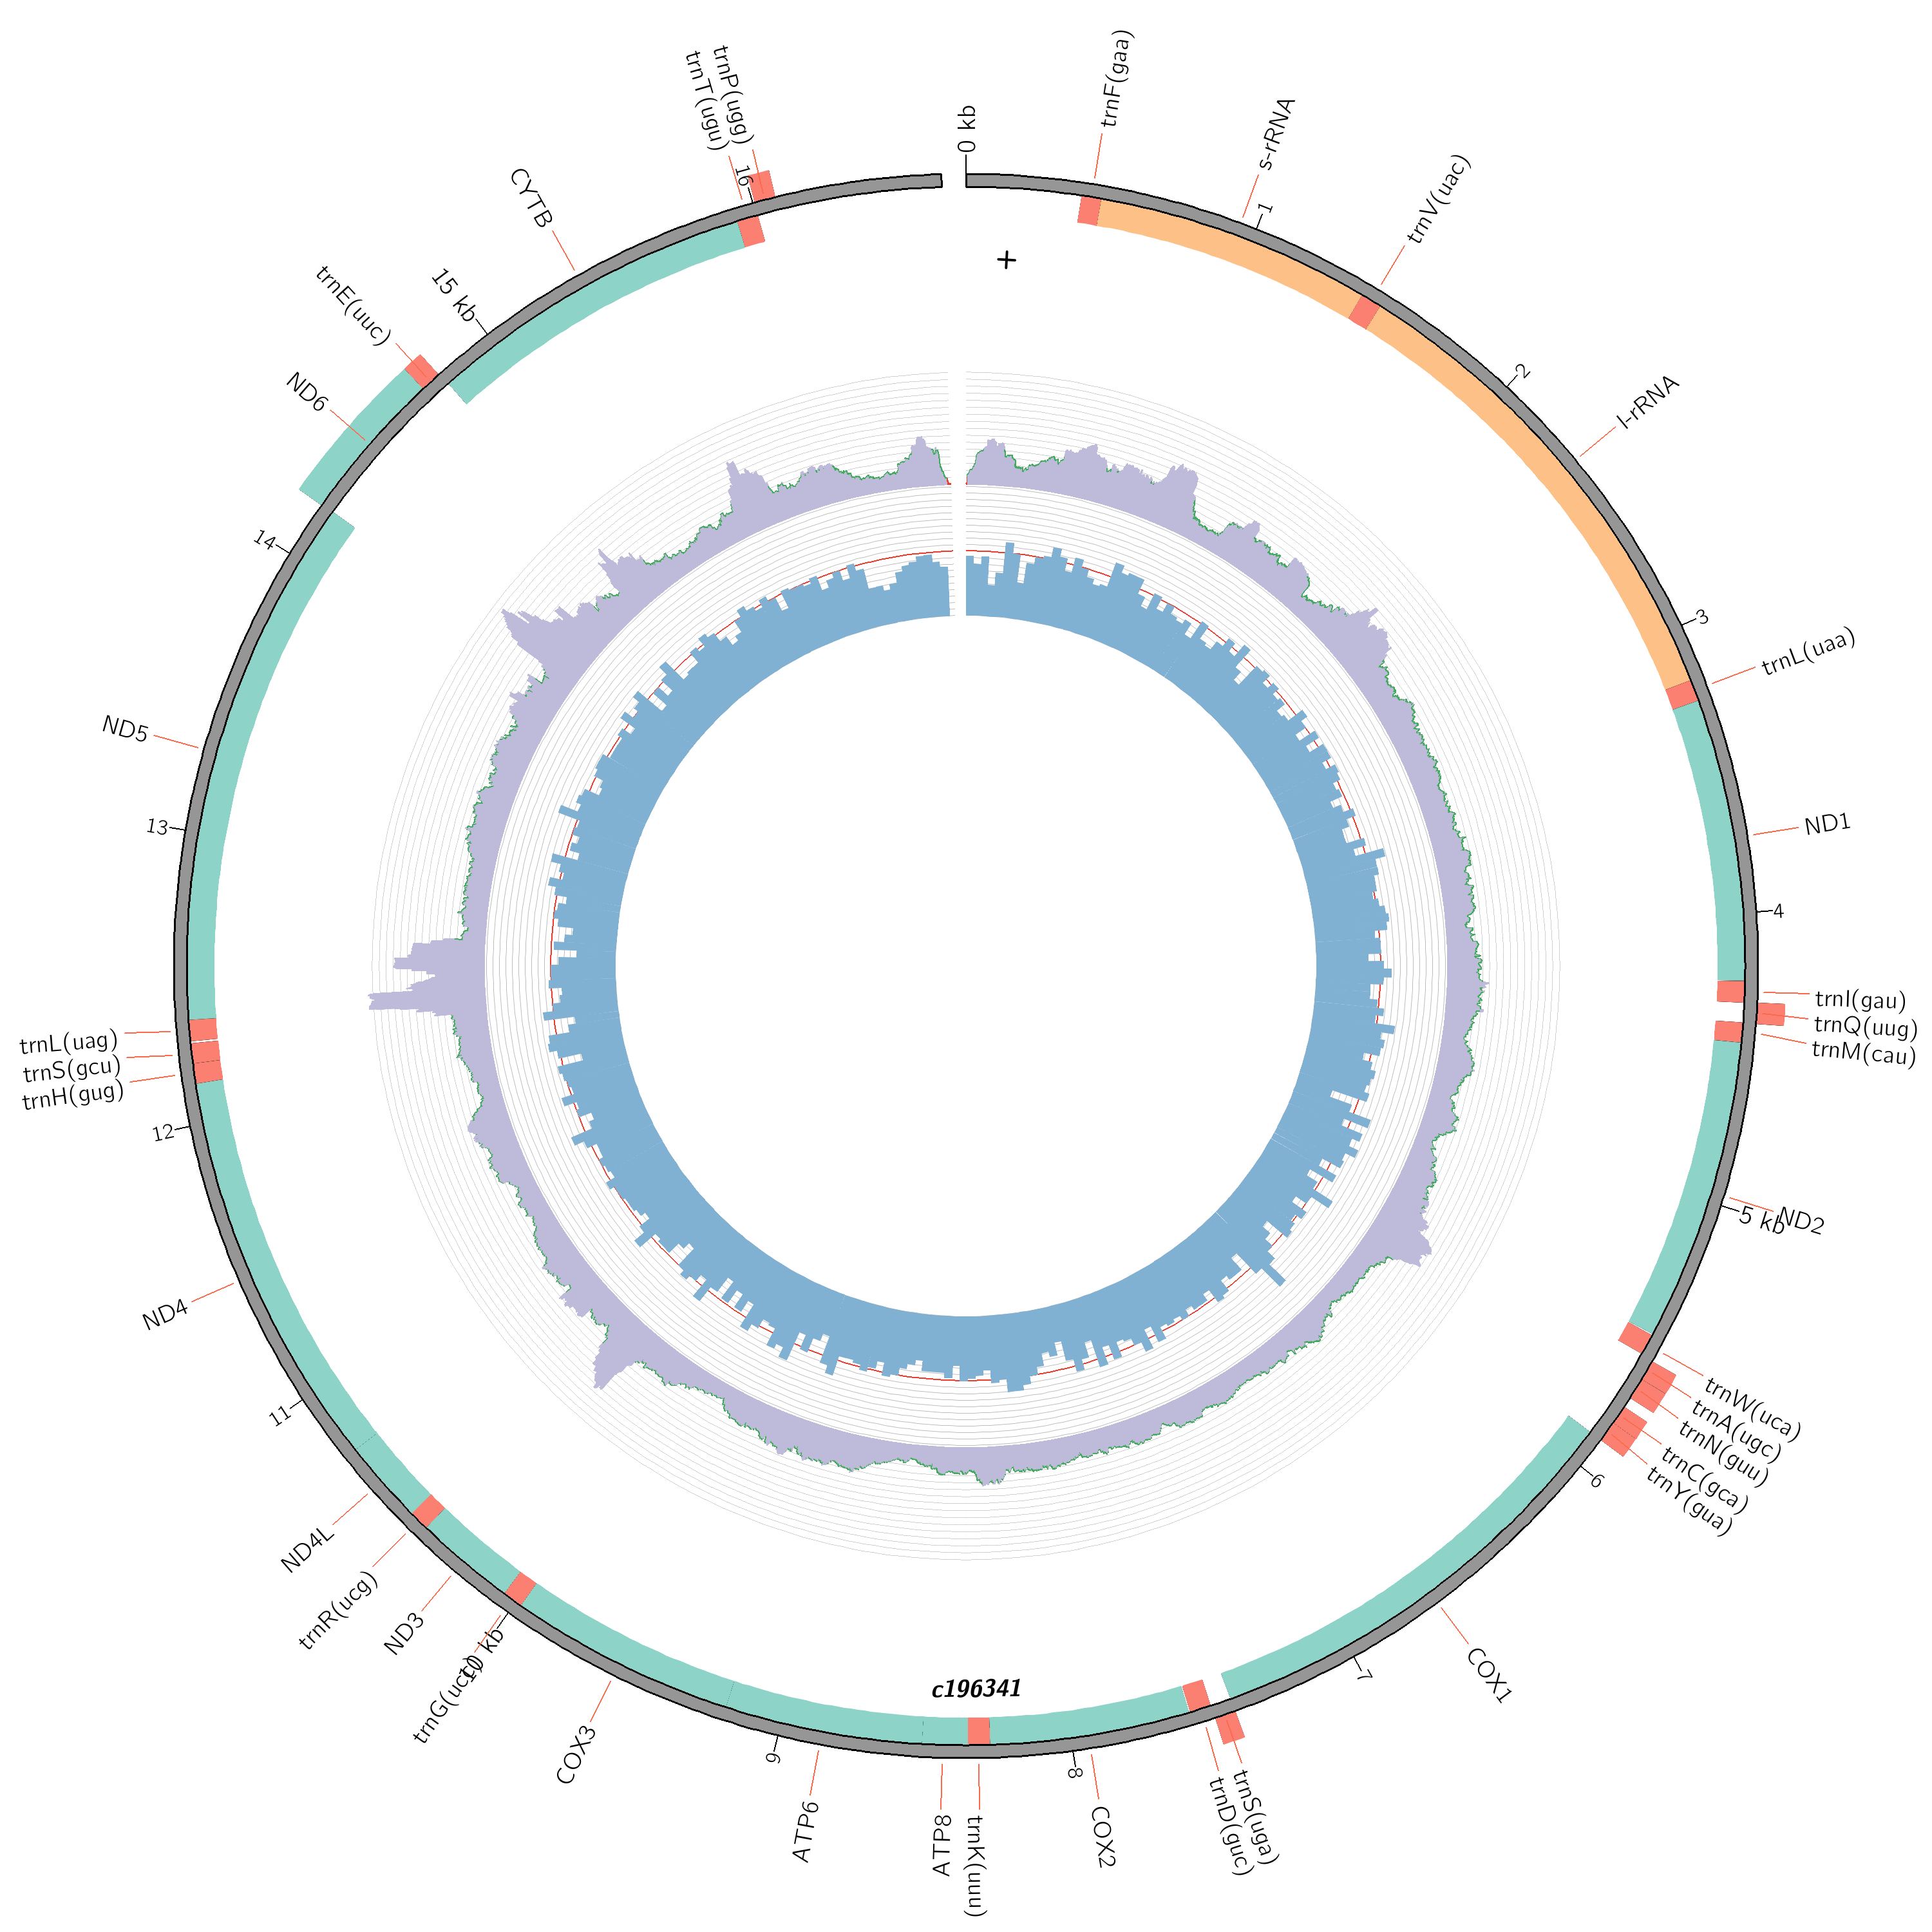 0 kb
trnF(gaa)
s-rRNA
1
trnV(uac)
2
l-rRNA
3
trnL(uaa)
ND1
4
trnI(gau)
trnQ(uug)
trnM(cau)
5 kb
ND2
trnW(uca)
trnA(ugc)
trnN(guu)
trnC(gca)
trnY(gua)
6
COX1
7
trnS(uga)
trnD(guc)
COX2
8
trnK(uuu)
ATP8
ATP6
9
COX3
10 kb
trnG(ucc)
ND3
trnR(ucg)
ND4L
11
ND4
12
trnH(gug)
trnS(gcu)
trnL(uag)
13
ND5
14
ND6
trnE(uuc)
15 kb
CYTB
16
trnT(ugu)
trnP(ugg)
+
c196341